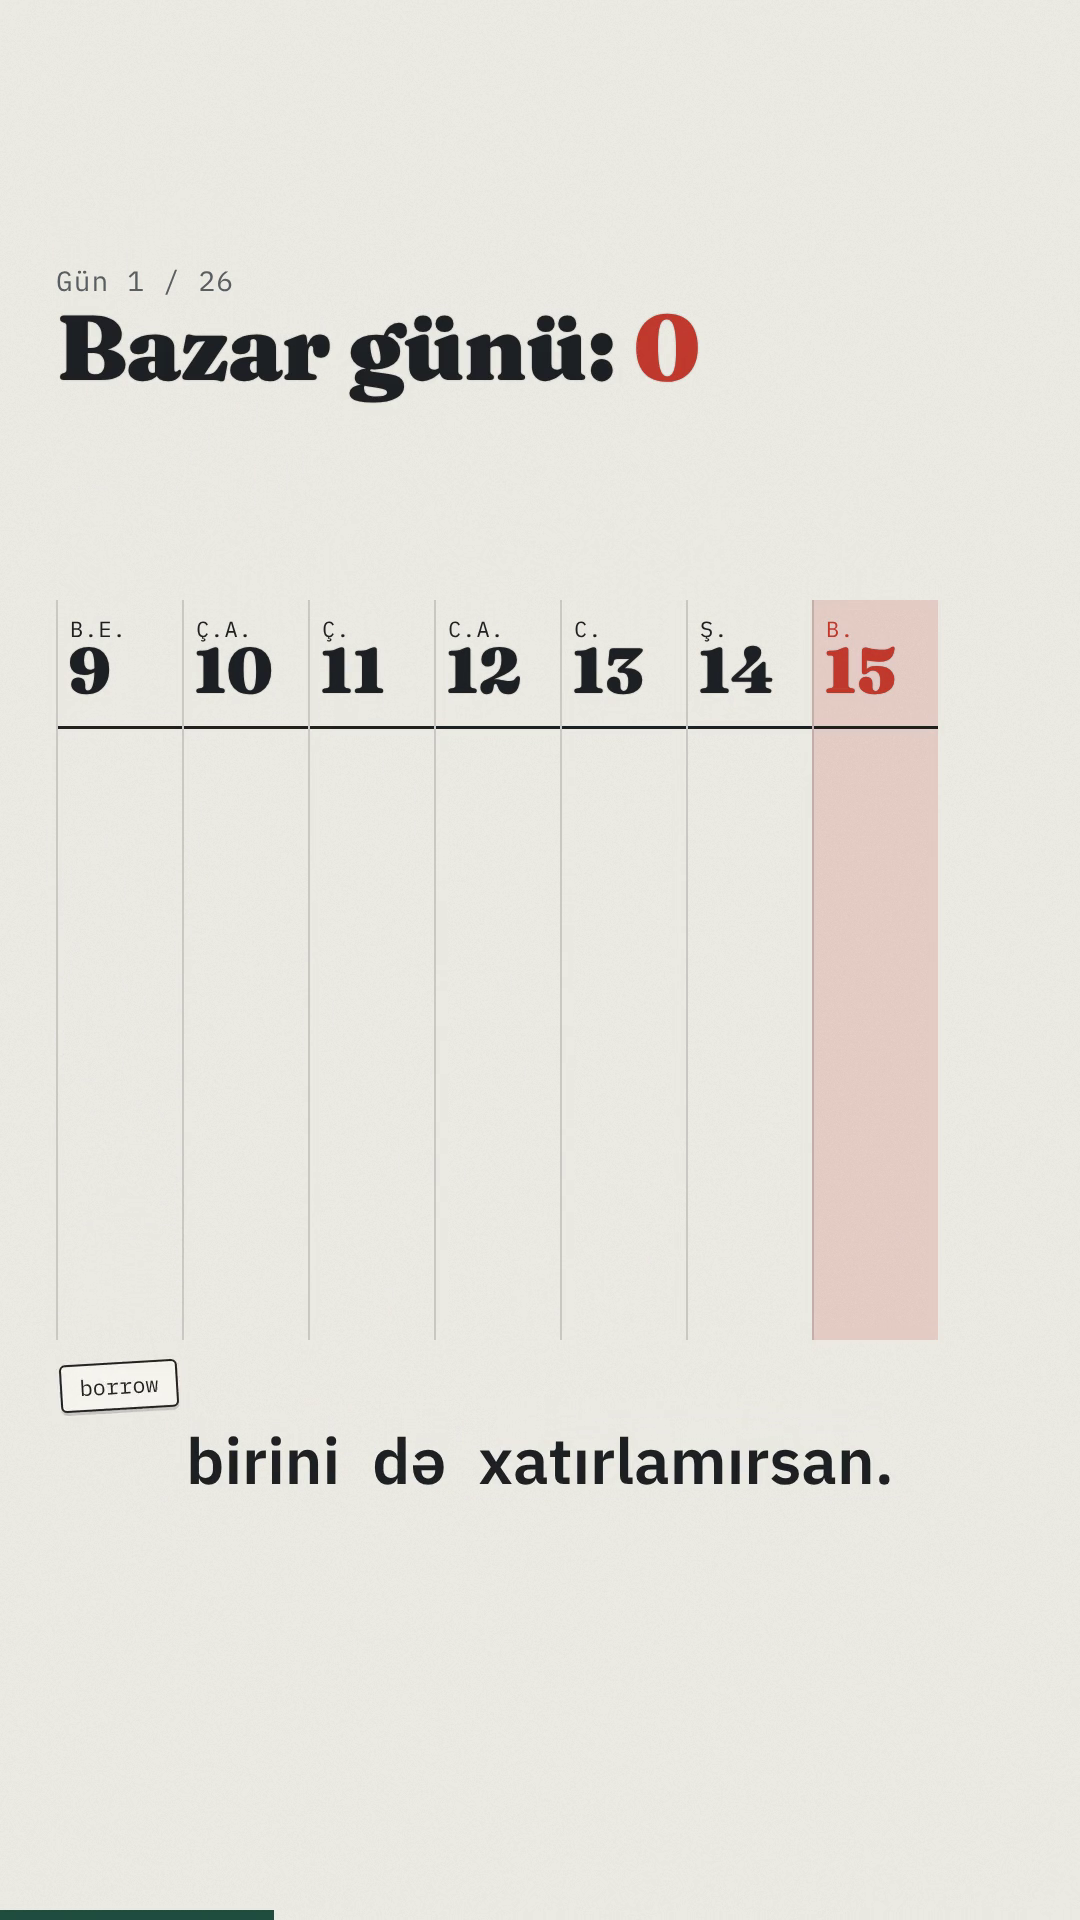 Gün 1 / 26
Bazar günü: 0
B.E. Ç.A. Ç. C.A. C. Ş. B.
9 10 11 12 13 14 15
borrow
birini də xatırlamırsan.